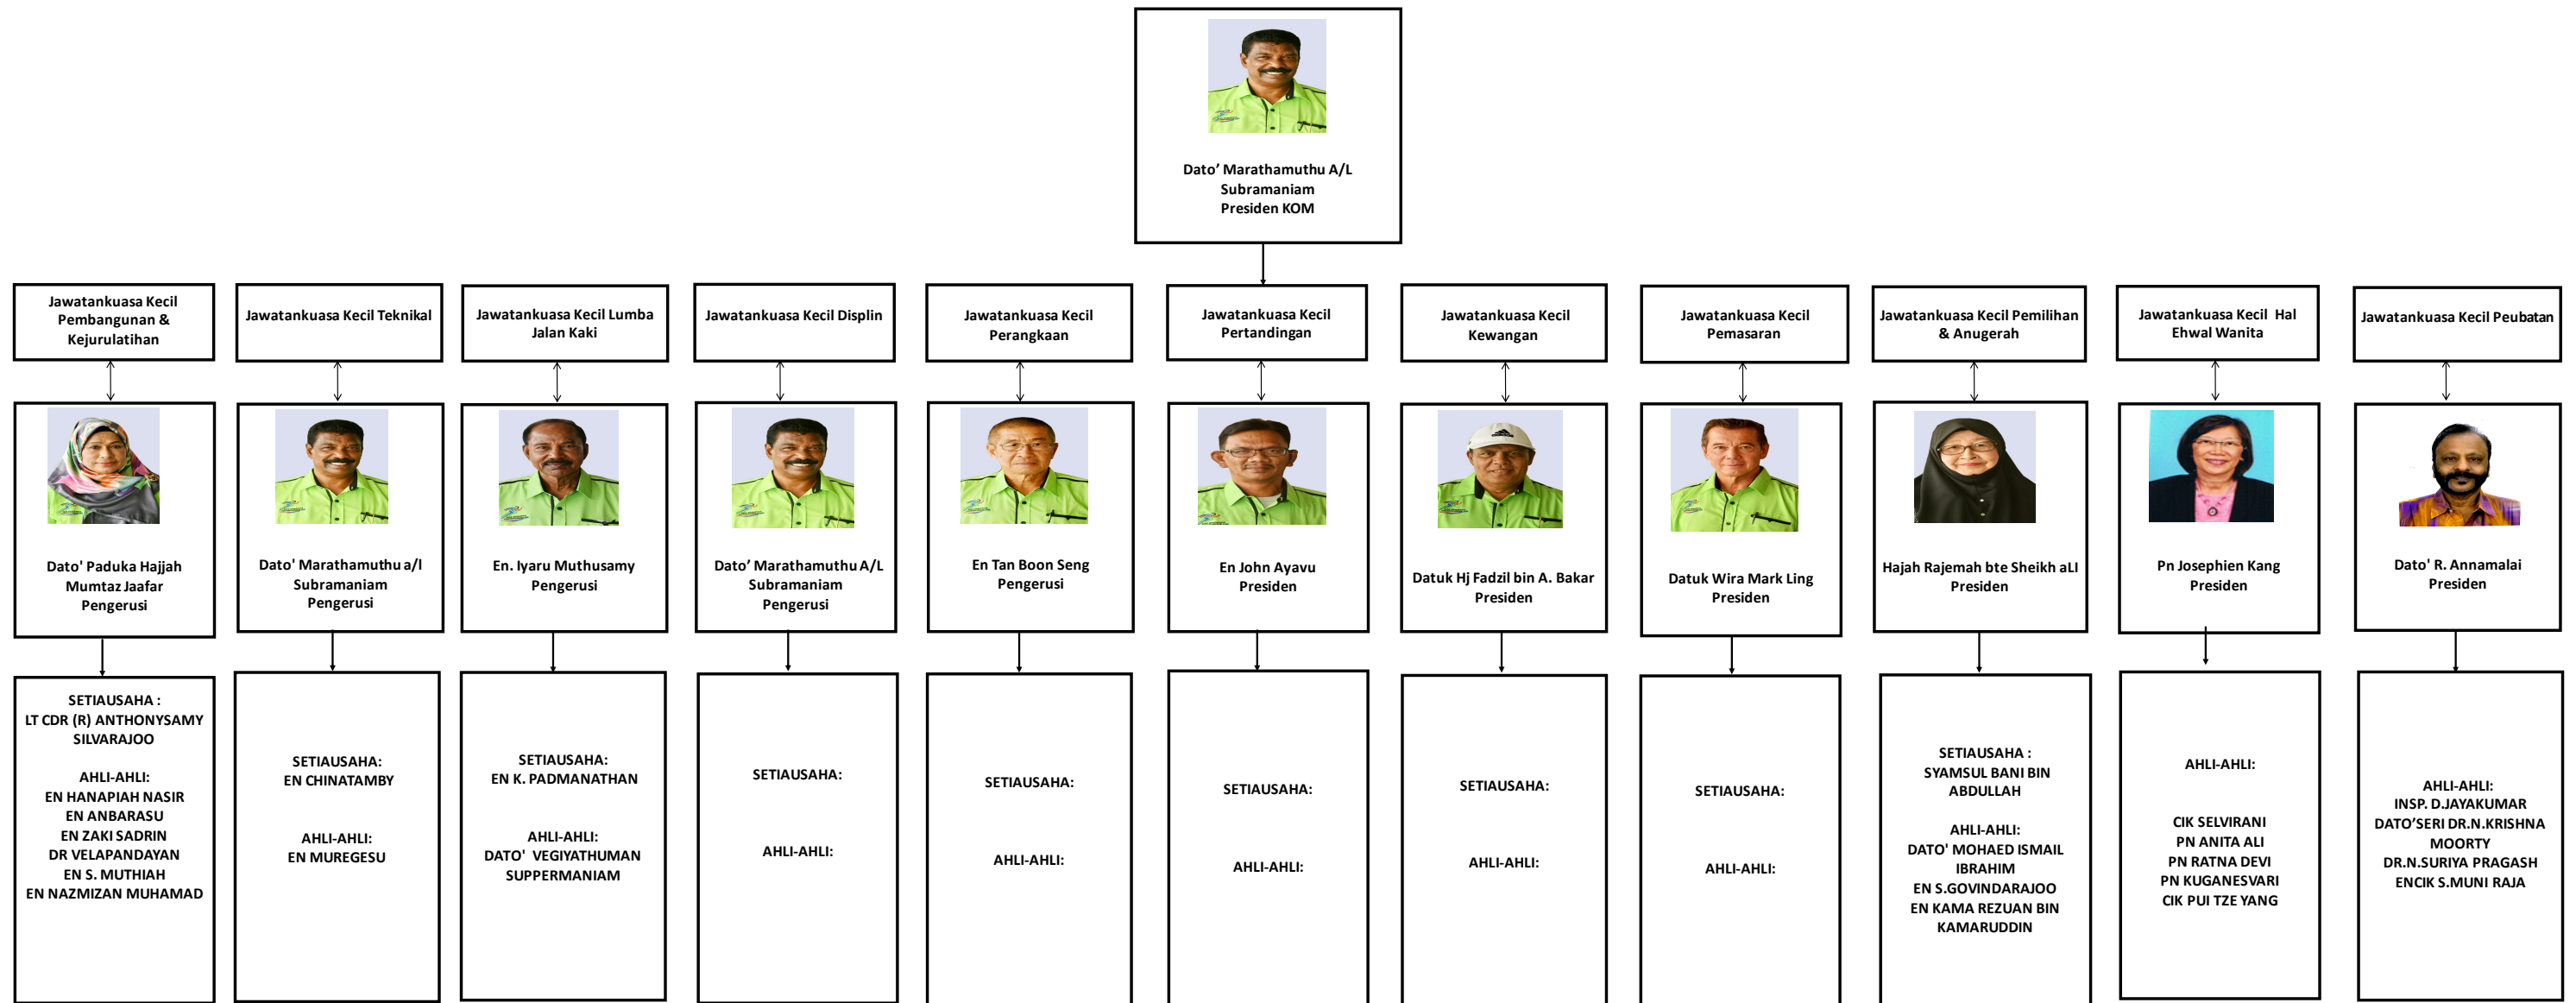 Dato’ Marathamuthu A/L
Subramaniam
Presiden KOM
Jawatankuasa Kecil
Pembangunan &
Kejurulatihan
Jawatankuasa Kecil Teknikal
Jawatankuasa Kecil Lumba
Jalan Kaki
Jawatankuasa Kecil Displin
Jawatankuasa Kecil
Perangkaan
Jawatankuasa Kecil
Pertandingan
Jawatankuasa Kecil
Kewangan
Jawatankuasa Kecil
Pemasaran
Jawatankuasa Kecil Pemilihan
& Anugerah
Jawatankuasa Kecil Hal
Ehwal Wanita
Jawatankuasa Kecil Peubatan
Dato' Paduka Hajjah
Mumtaz Jaafar
Pengerusi
Dato' Marathamuthu a/l
Subramaniam
Pengerusi
En. Iyaru Muthusamy
Pengerusi
Dato’ Marathamuthu A/L
Subramaniam
Pengerusi
En Tan Boon Seng
Pengerusi
En John Ayavu
Presiden
Datuk Hj Fadzil bin A. Bakar
Presiden
Datuk Wira Mark Ling
Presiden
Hajah Rajemah bte Sheikh aLI
Presiden
Pn Josephien Kang
Presiden
Dato' R. Annamalai
Presiden
SETIAUSAHA :
LT CDR (R) ANTHONYSAMY
SILVARAJOO
AHLI-AHLI:
EN HANAPIAH NASIR
EN ANBARASU
EN ZAKI SADRIN
DR VELAPANDAYAN
EN S. MUTHIAH
EN NAZMIZAN MUHAMAD
SETIAUSAHA:
EN CHINATAMBY
AHLI-AHLI:
EN MUREGESU
SETIAUSAHA:
EN K. PADMANATHAN
AHLI-AHLI:
DATO' VEGIYATHUMAN
SUPPERMANIAM
SETIAUSAHA:
AHLI-AHLI:
SETIAUSAHA:
AHLI-AHLI:
SETIAUSAHA:
AHLI-AHLI:
SETIAUSAHA:
AHLI-AHLI:
SETIAUSAHA:
AHLI-AHLI:
SETIAUSAHA :
SYAMSUL BANI BIN
ABDULLAH
AHLI-AHLI:
DATO' MOHAED ISMAIL
IBRAHIM
EN S.GOVINDARAJOO
EN KAMA REZUAN BIN
KAMARUDDIN
AHLI-AHLI:
CIK SELVIRANI
PN ANITA ALI
PN RATNA DEVI
PN KUGANESVARI
CIK PUI TZE YANG
AHLI-AHLI:
INSP. D.JAYAKUMAR
DATO’SERI DR.N.KRISHNA
MOORTY
DR.N.SURIYA PRAGASH
ENCIK S.MUNI RAJA